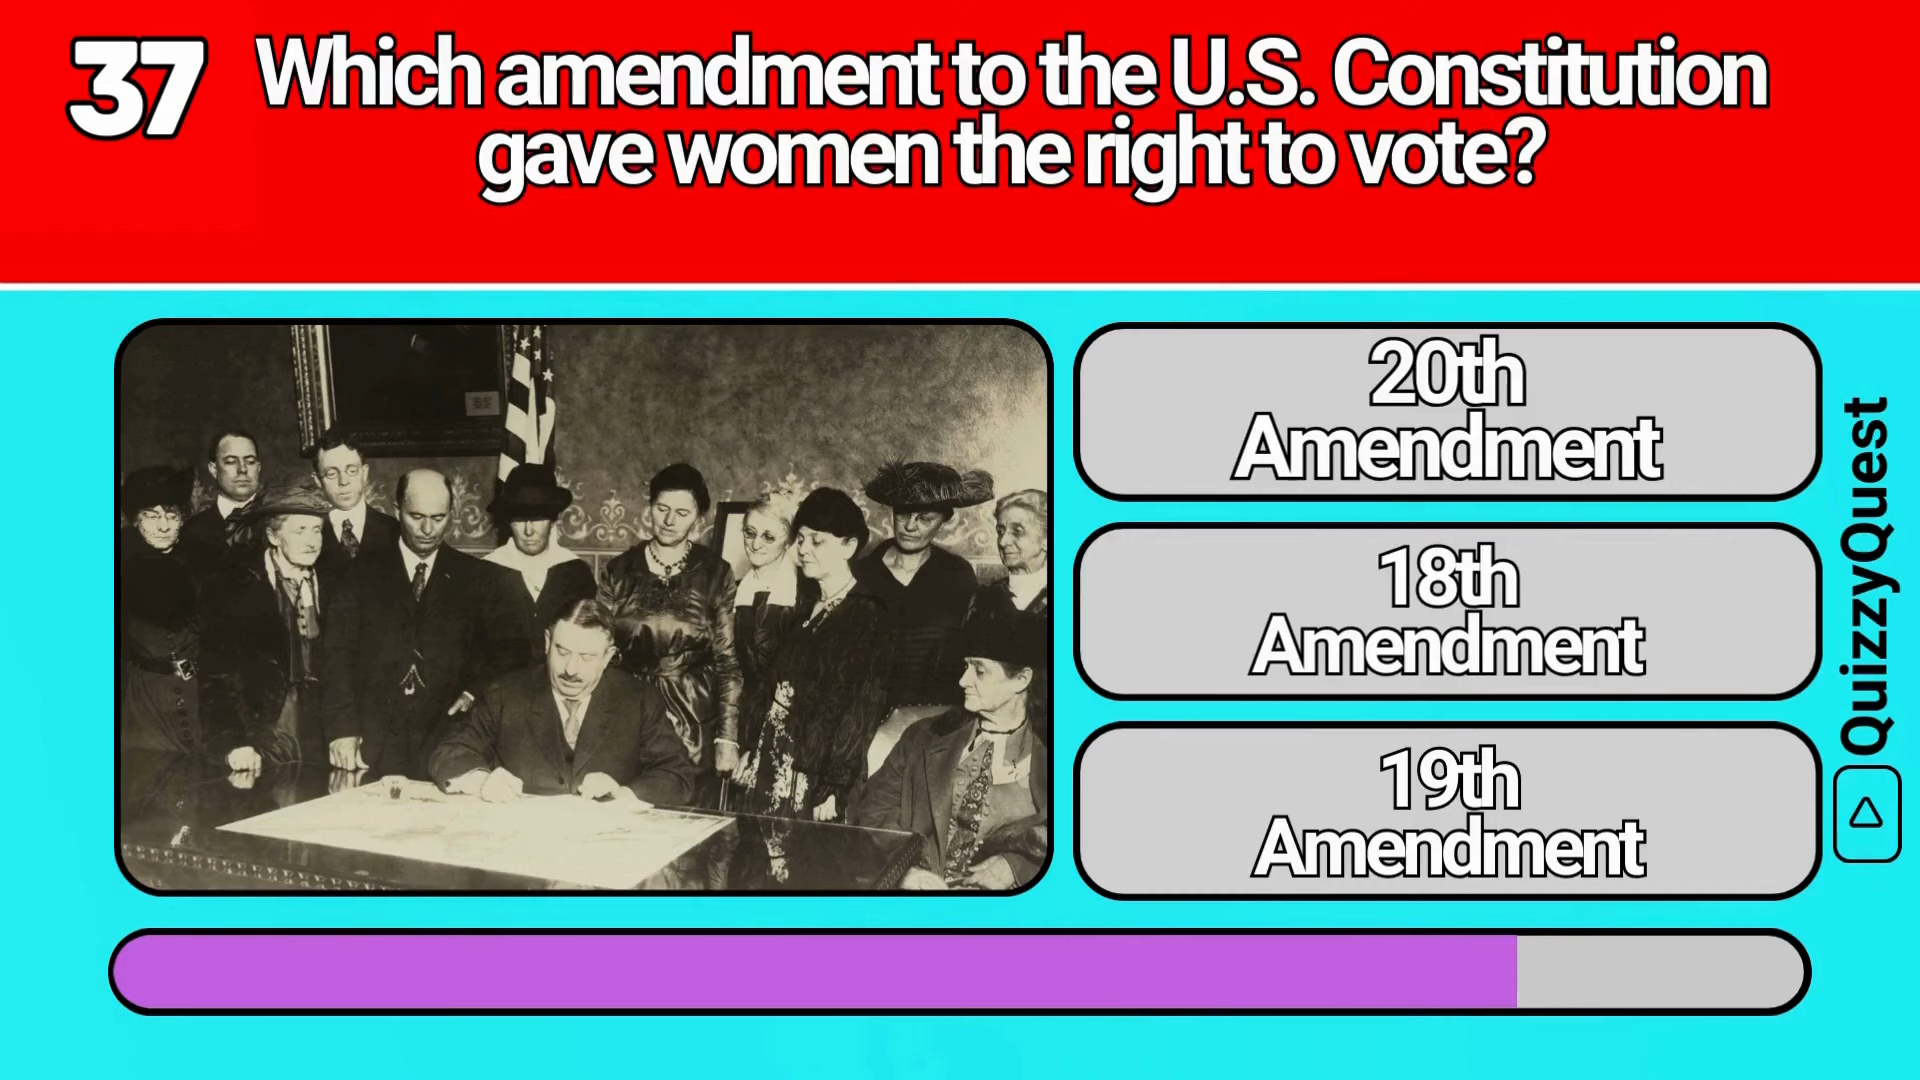 37
Which amendment to the U.S. Constitution
gave women the right to vote?
20th
Amendment
18th
Amendment
19th
Amendment
QuizzyQuest